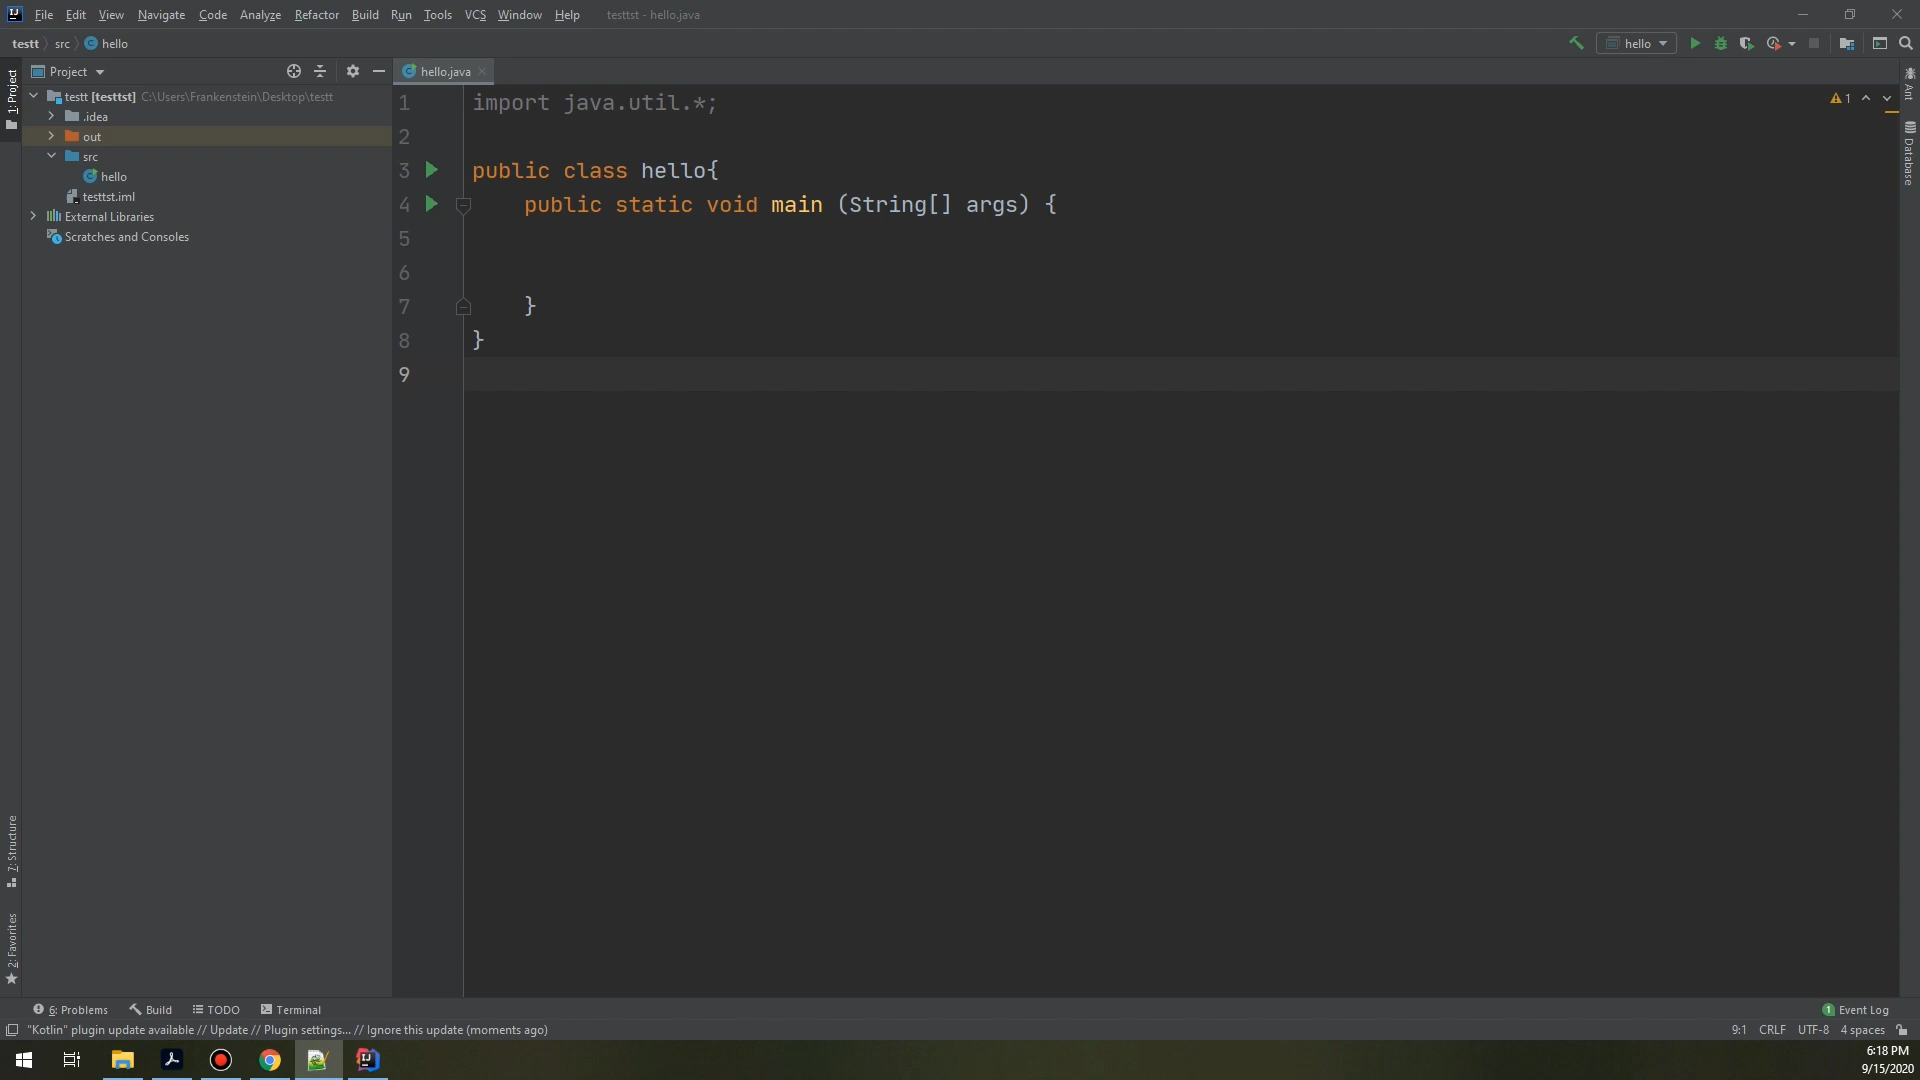 IJ File Edit View Navigate Code Analyze Refactor Build Run Tools VCS Window Help testtst - hello.java
testt src hello
hello
1: Project
Project
hello.java
testt [testtst] C:\Users\Frankenstein\Desktop\testt
.idea
out
src
hello
testtst.iml
External Libraries
Scratches and Consoles
1 import java.util.*;
2
3 public class hello{
4 public static void main (String[] args) {
5
6
7 }
8 }
9
1
Ant
Database
7: Structure
2: Favorites
6: Problems Build TODO Terminal
1 Event Log
"Kotlin" plugin update available // Update // Plugin settings... // Ignore this update (moments ago)
9:1 CRLF UTF-8 4 spaces
IJ
6:18 PM
9/15/2020